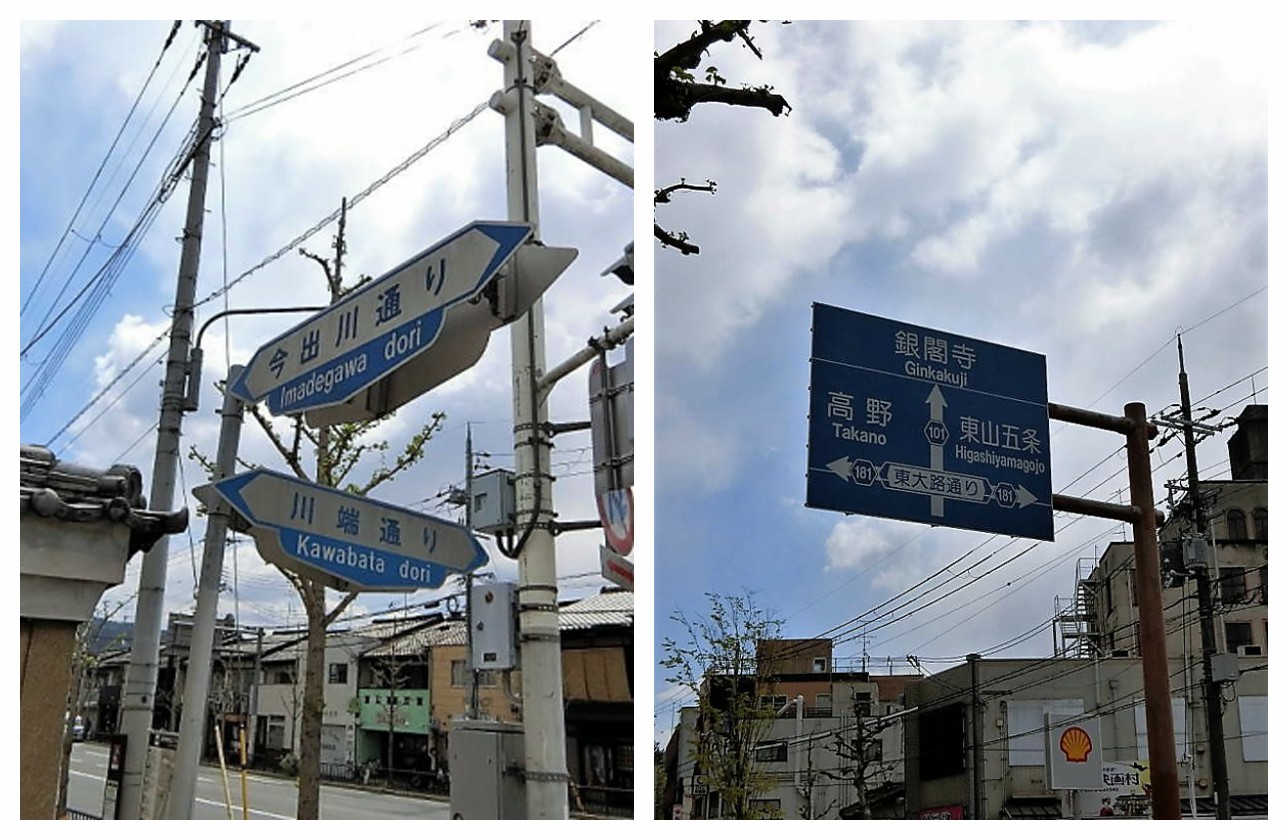 今出川通り
Imadegawa dori
川端通り
Kawabata dori
銀閣寺
Ginkakuji
高野
Takano
101
東山五条
Higashiyamagojo
181
東大路通り
181